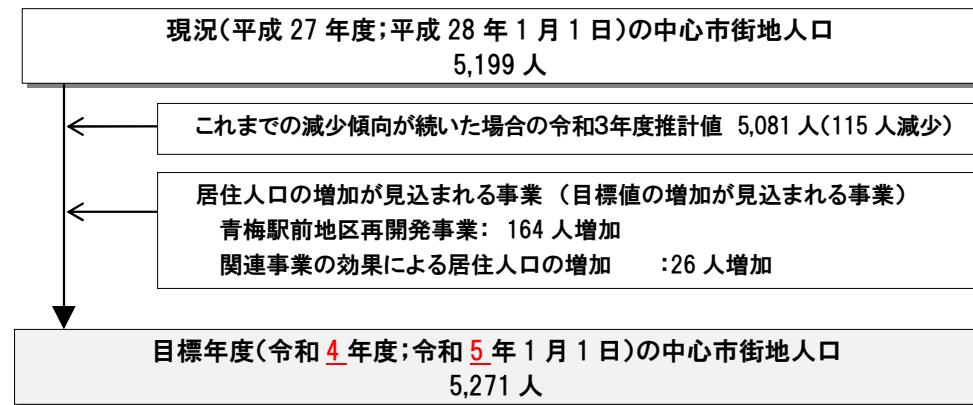 現況（平成 27 年度；平成 28 年 1 月 1 日）の中心市街地人口
5,199 人
これまでの減少傾向が続いた場合の令和３年度推計値 5,081 人（115 人減少）
居住人口の増加が見込まれる事業 （目標値の増加が見込まれる事業）
青梅駅前地区再開発事業： 164 人増加
関連事業の効果による居住人口の増加 ：26 人増加
目標年度（令和 4 年度；令和 5 年 1 月 1 日）の中心市街地人口
5,271 人